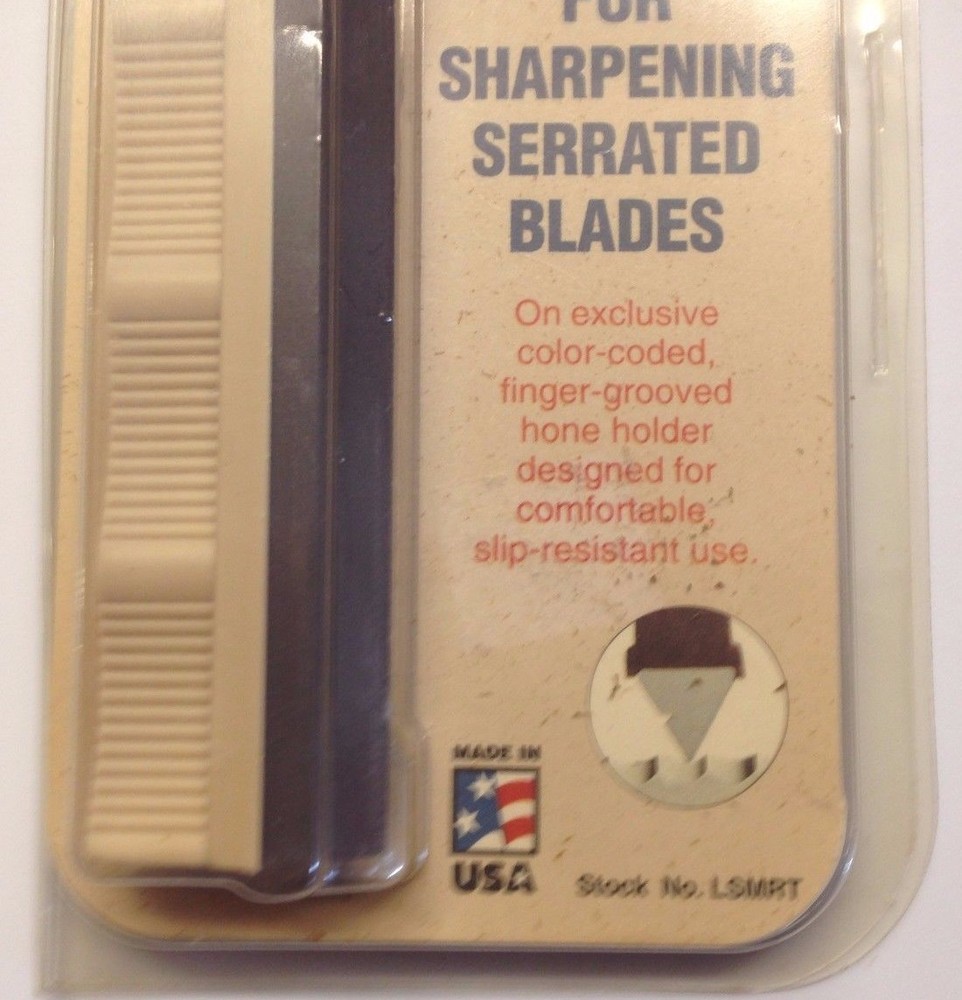 FOR
SHARPENING
SERRATED
BLADES
On exclusive
color-coded,
finger-grooved
hone holder
designed for
comfortable,
slip-resistant use.
MADE IN
USA
Stock No. LSMRT